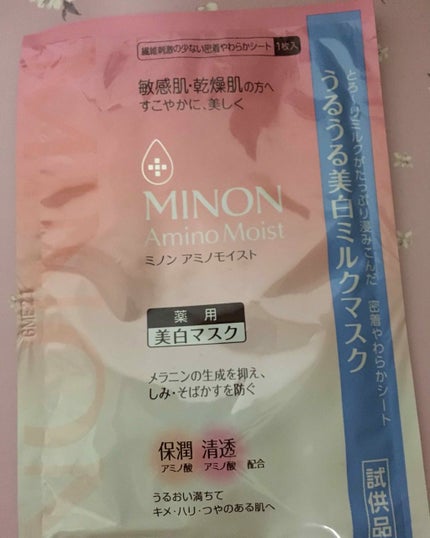 繊維刺激の少ない密着やわらかシート 1枚入
敏感肌・乾燥肌の方へ
すこやかに、美しく
MINON
Amino Moist
ミノン アミノモイスト
薬用
美白マスク
メラニンの生成を抑え、
しみ・そばかすを防ぐ
保潤 清透
アミノ酸 アミノ酸 配合
うるおい満ちて
キメ・ハリ・つやのある肌へ
とろ〜けミルクがたっぷり浸みこんだ 密着やわらかシート
うるうる美白ミルクマスク
試供品